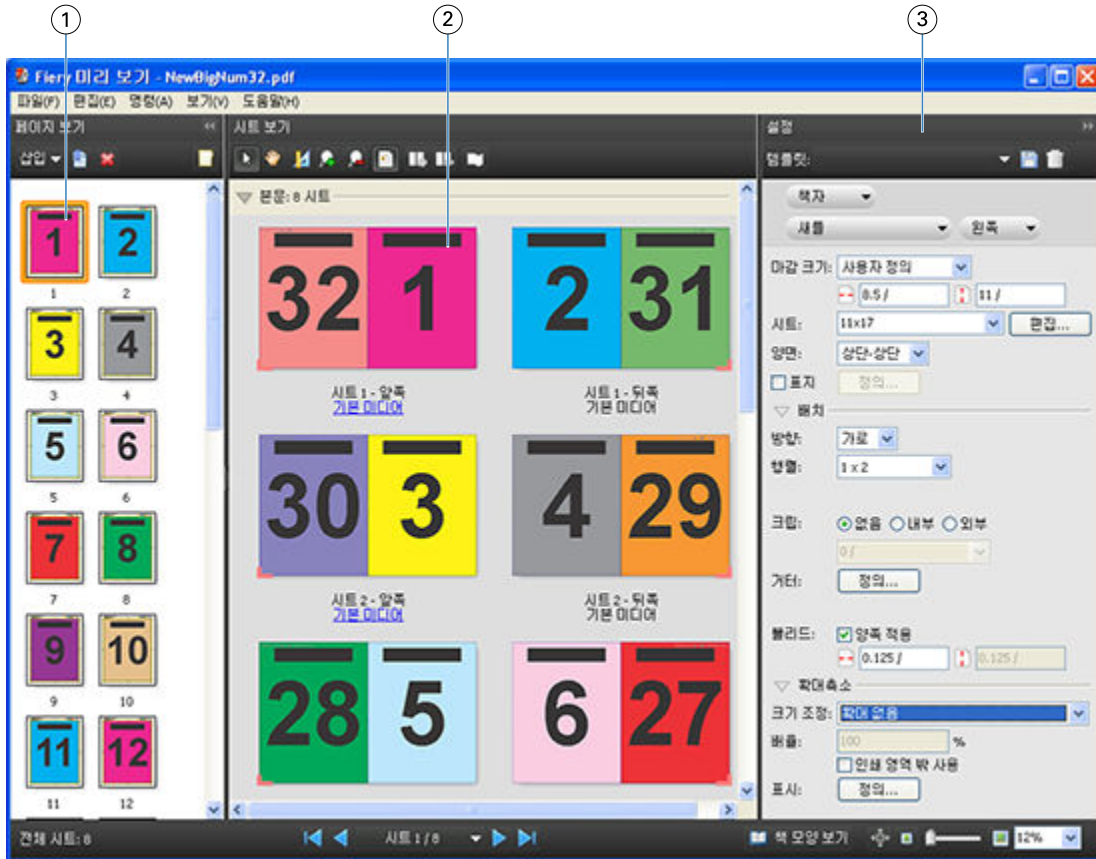 1 2 3
Fiery 미리 보기 - NewBigNum32.pdf
파일(F) 편집(E) 명령(A) 보기(V) 도움말(H)
페이지 보기
삽입
1 2
1 2
3 4
3 4
5 6
5 6
7 8
7 8
9 10
9 10
11 12
11 12
시트 보기
본문: 8 시트
32 1 2 31
시트 1 - 앞쪽 시트 1 - 뒤쪽
기본 미디어 기본 미디어
30 3 4 29
시트 2 - 앞쪽 시트 2 - 뒤쪽
기본 미디어 기본 미디어
28 5 6 27
설정
템플릿:
책자
새들 왼쪽
마감 크기: 사용자 정의
8.5 / 11 /
시트: 11x17 편집...
양면: 상단-상단
표지 정의...
배치
방향: 가로
행렬: 1 x 2
크립: 없음 내부 외부
0 /
거터: 정의...
블리드: 양쪽 적용
0.125 / 0.125 /
확대축소
크기 조정: 확대 없음
배율: 100 %
인쇄 영역 밖 사용
표시: 정의...
전체 시트: 8 시트 1 / 8 책 모양 보기 12%